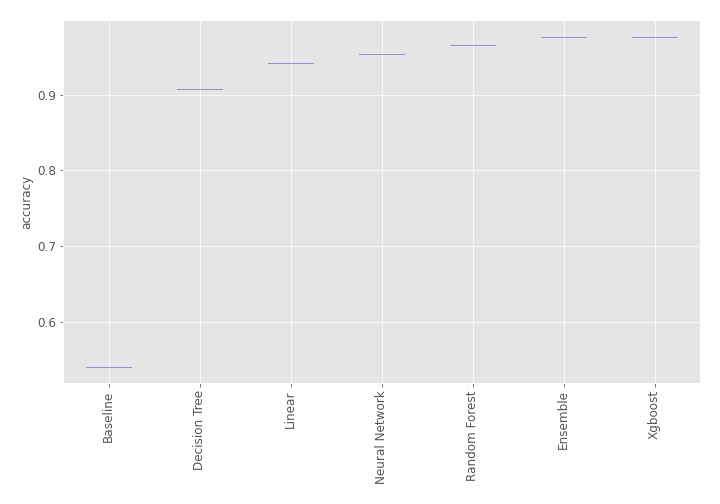 accuracy
0.9
0.8
0.7
0.6
Baseline
Decision Tree
Linear
Neural Network
Random Forest
Ensemble
Xgboost